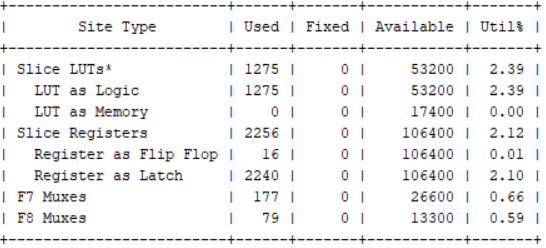 +------------------------+------+-------+-----------+-------+
|       Site Type        | Used | Fixed | Available | Util% |
+------------------------+------+-------+-----------+-------+
| Slice LUTs*            | 1275 |     0 |     53200 |  2.39 |
|   LUT as Logic         | 1275 |     0 |     53200 |  2.39 |
|   LUT as Memory        |    0 |     0 |     17400 |  0.00 |
| Slice Registers        | 2256 |     0 |    106400 |  2.12 |
|   Register as Flip Flop |   16 |     0 |    106400 |  0.01 |
|   Register as Latch    | 2240 |     0 |    106400 |  2.10 |
| F7 Muxes               |  177 |     0 |     26600 |  0.66 |
| F8 Muxes               |   79 |     0 |     13300 |  0.59 |
+------------------------+------+-------+-----------+-------+